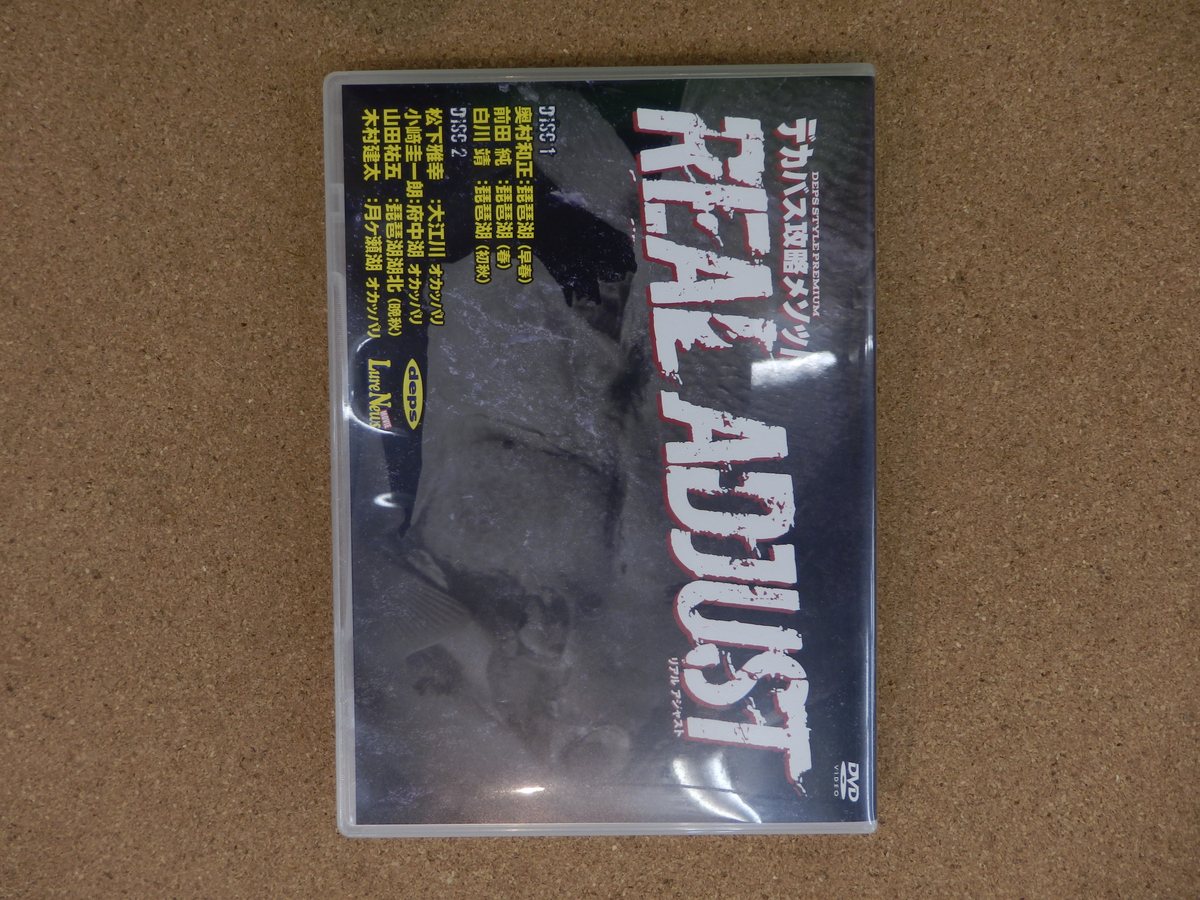 DEPS STYLE PREMIUM
デカバス攻略メソッド
REAL ADJUST
リアル アジャスト
DISC 1
奥村和正:琵琶湖(早春)
前田 純 :琵琶湖(春)
白川 靖 :琵琶湖(初秋)
DISC 2
松下雅幸 :大江川 オカッパリ
小﨑圭一朗:府中湖 オカッパリ
山田祐五 :琵琶湖湖北(晩秋)
木村建太 :月ケ瀬湖 オカッパリ
deps
Lure News
DVD
VIDEO